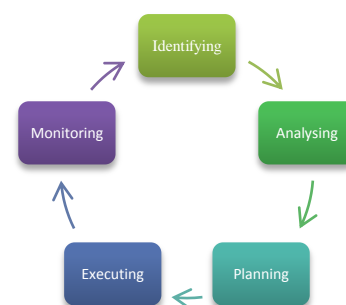 Identifying
Analysing
Planning
Executing
Monitoring